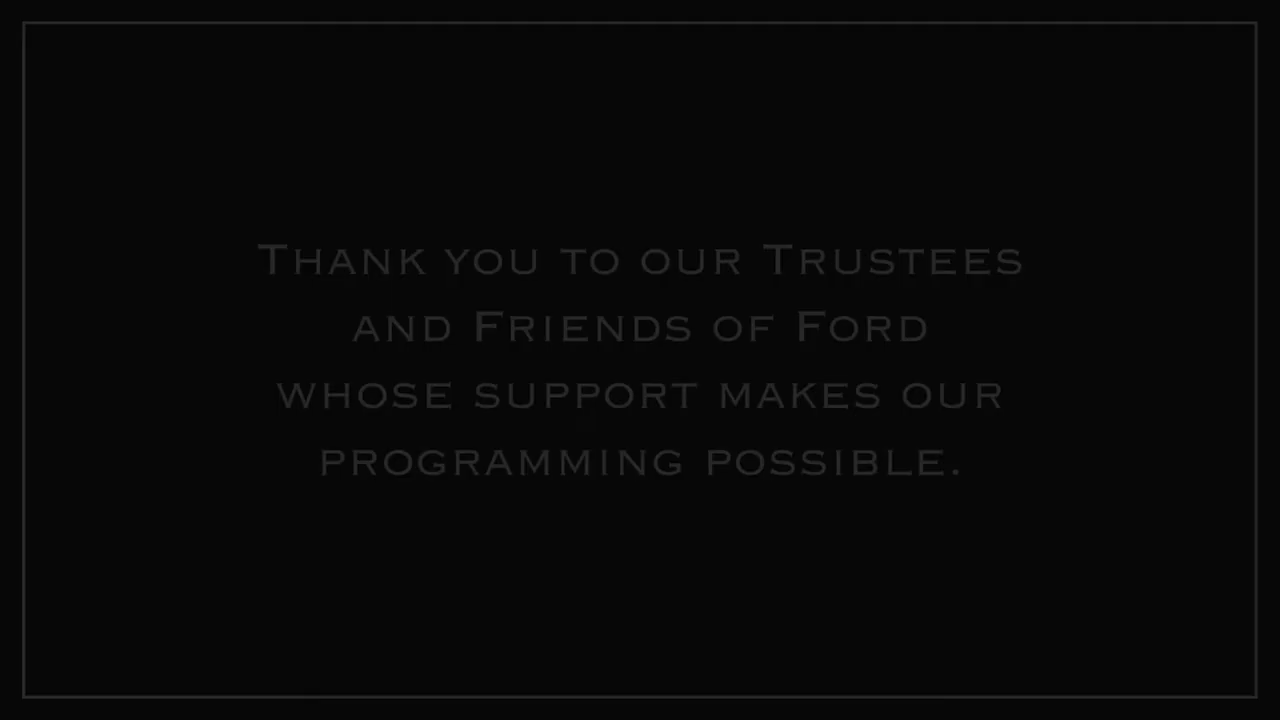 Thank you to our Trustees
and Friends of Ford
whose support makes our
programming possible.